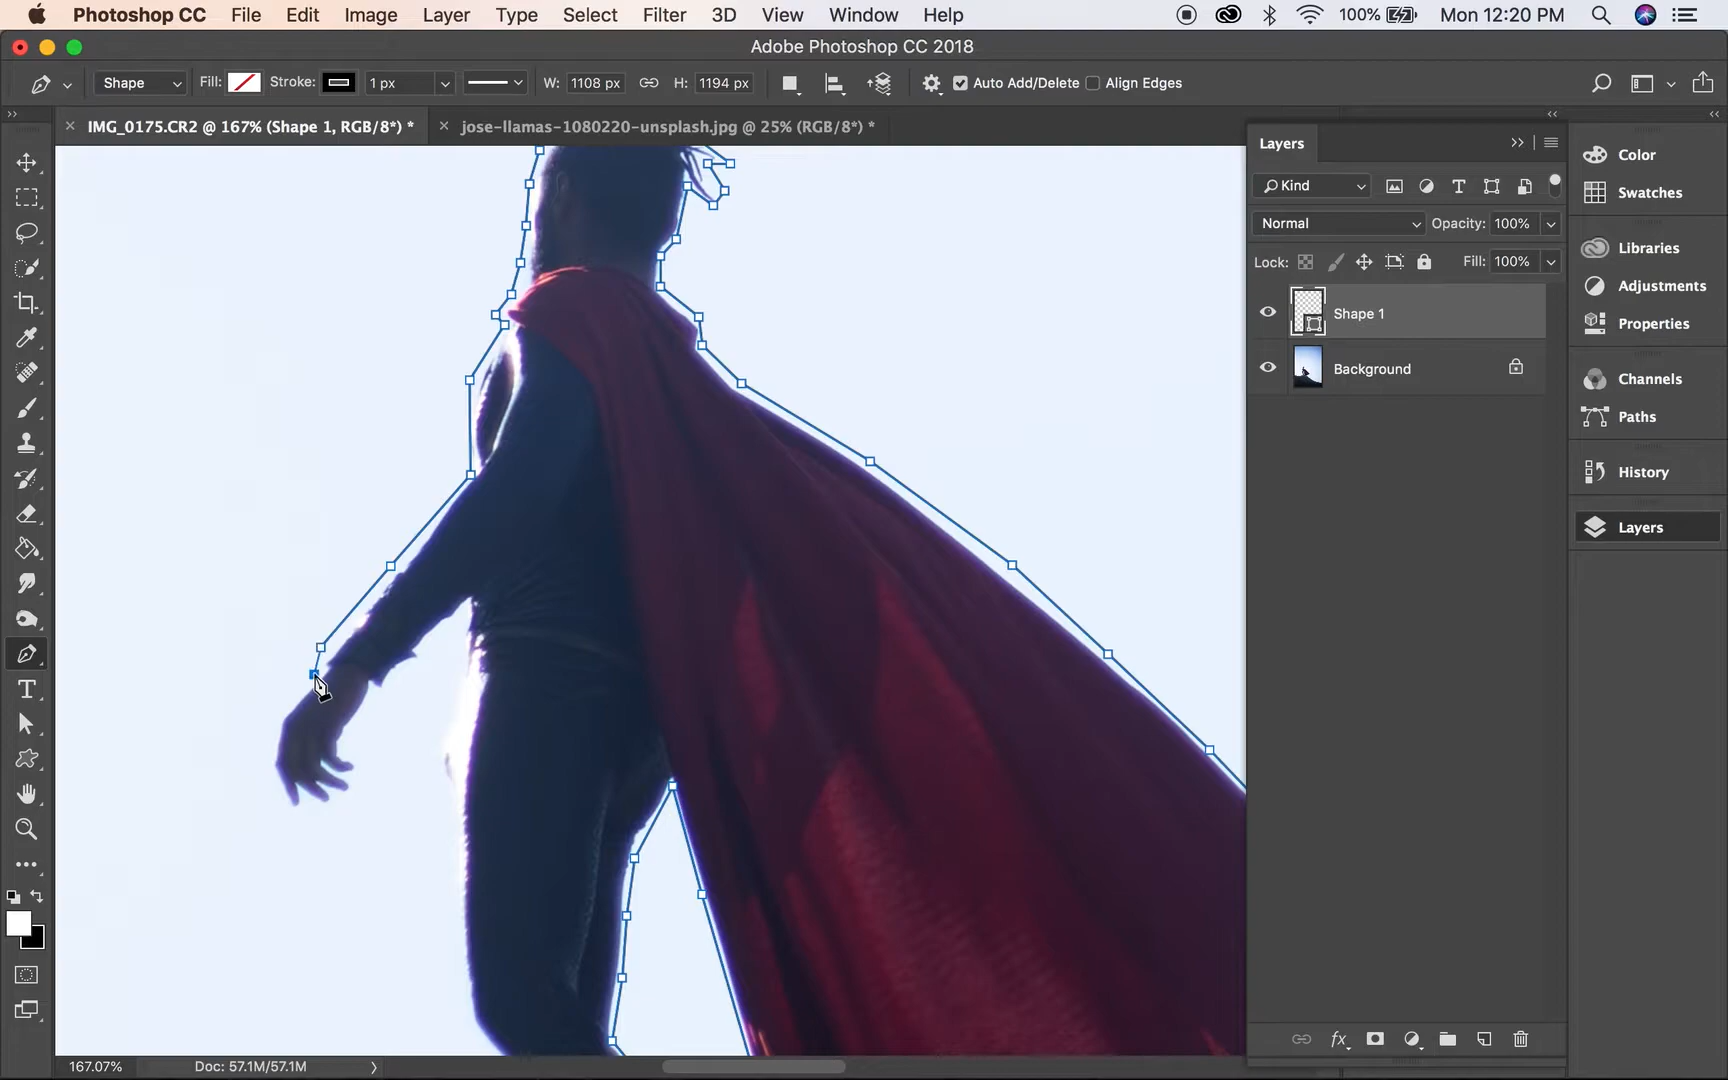 Photoshop CC File Edit Image Layer Type Select Filter 3D View Window Help 100% Mon 12:20 PM
Adobe Photoshop CC 2018
Shape Fill: Stroke: 1 px W: 1108 px H: 1194 px Auto Add/Delete Align Edges
IMG_0175.CR2 @ 167% (Shape 1, RGB/8*) * jose-llamas-1080220-unsplash.jpg @ 25% (RGB/8*) *
Layers
Kind
Normal Opacity: 100%
Lock: Fill: 100%
Shape 1
Background
Color
Swatches
Libraries
Adjustments
Properties
Channels
Paths
History
Layers
167.07% Doc: 57.1M/57.1M